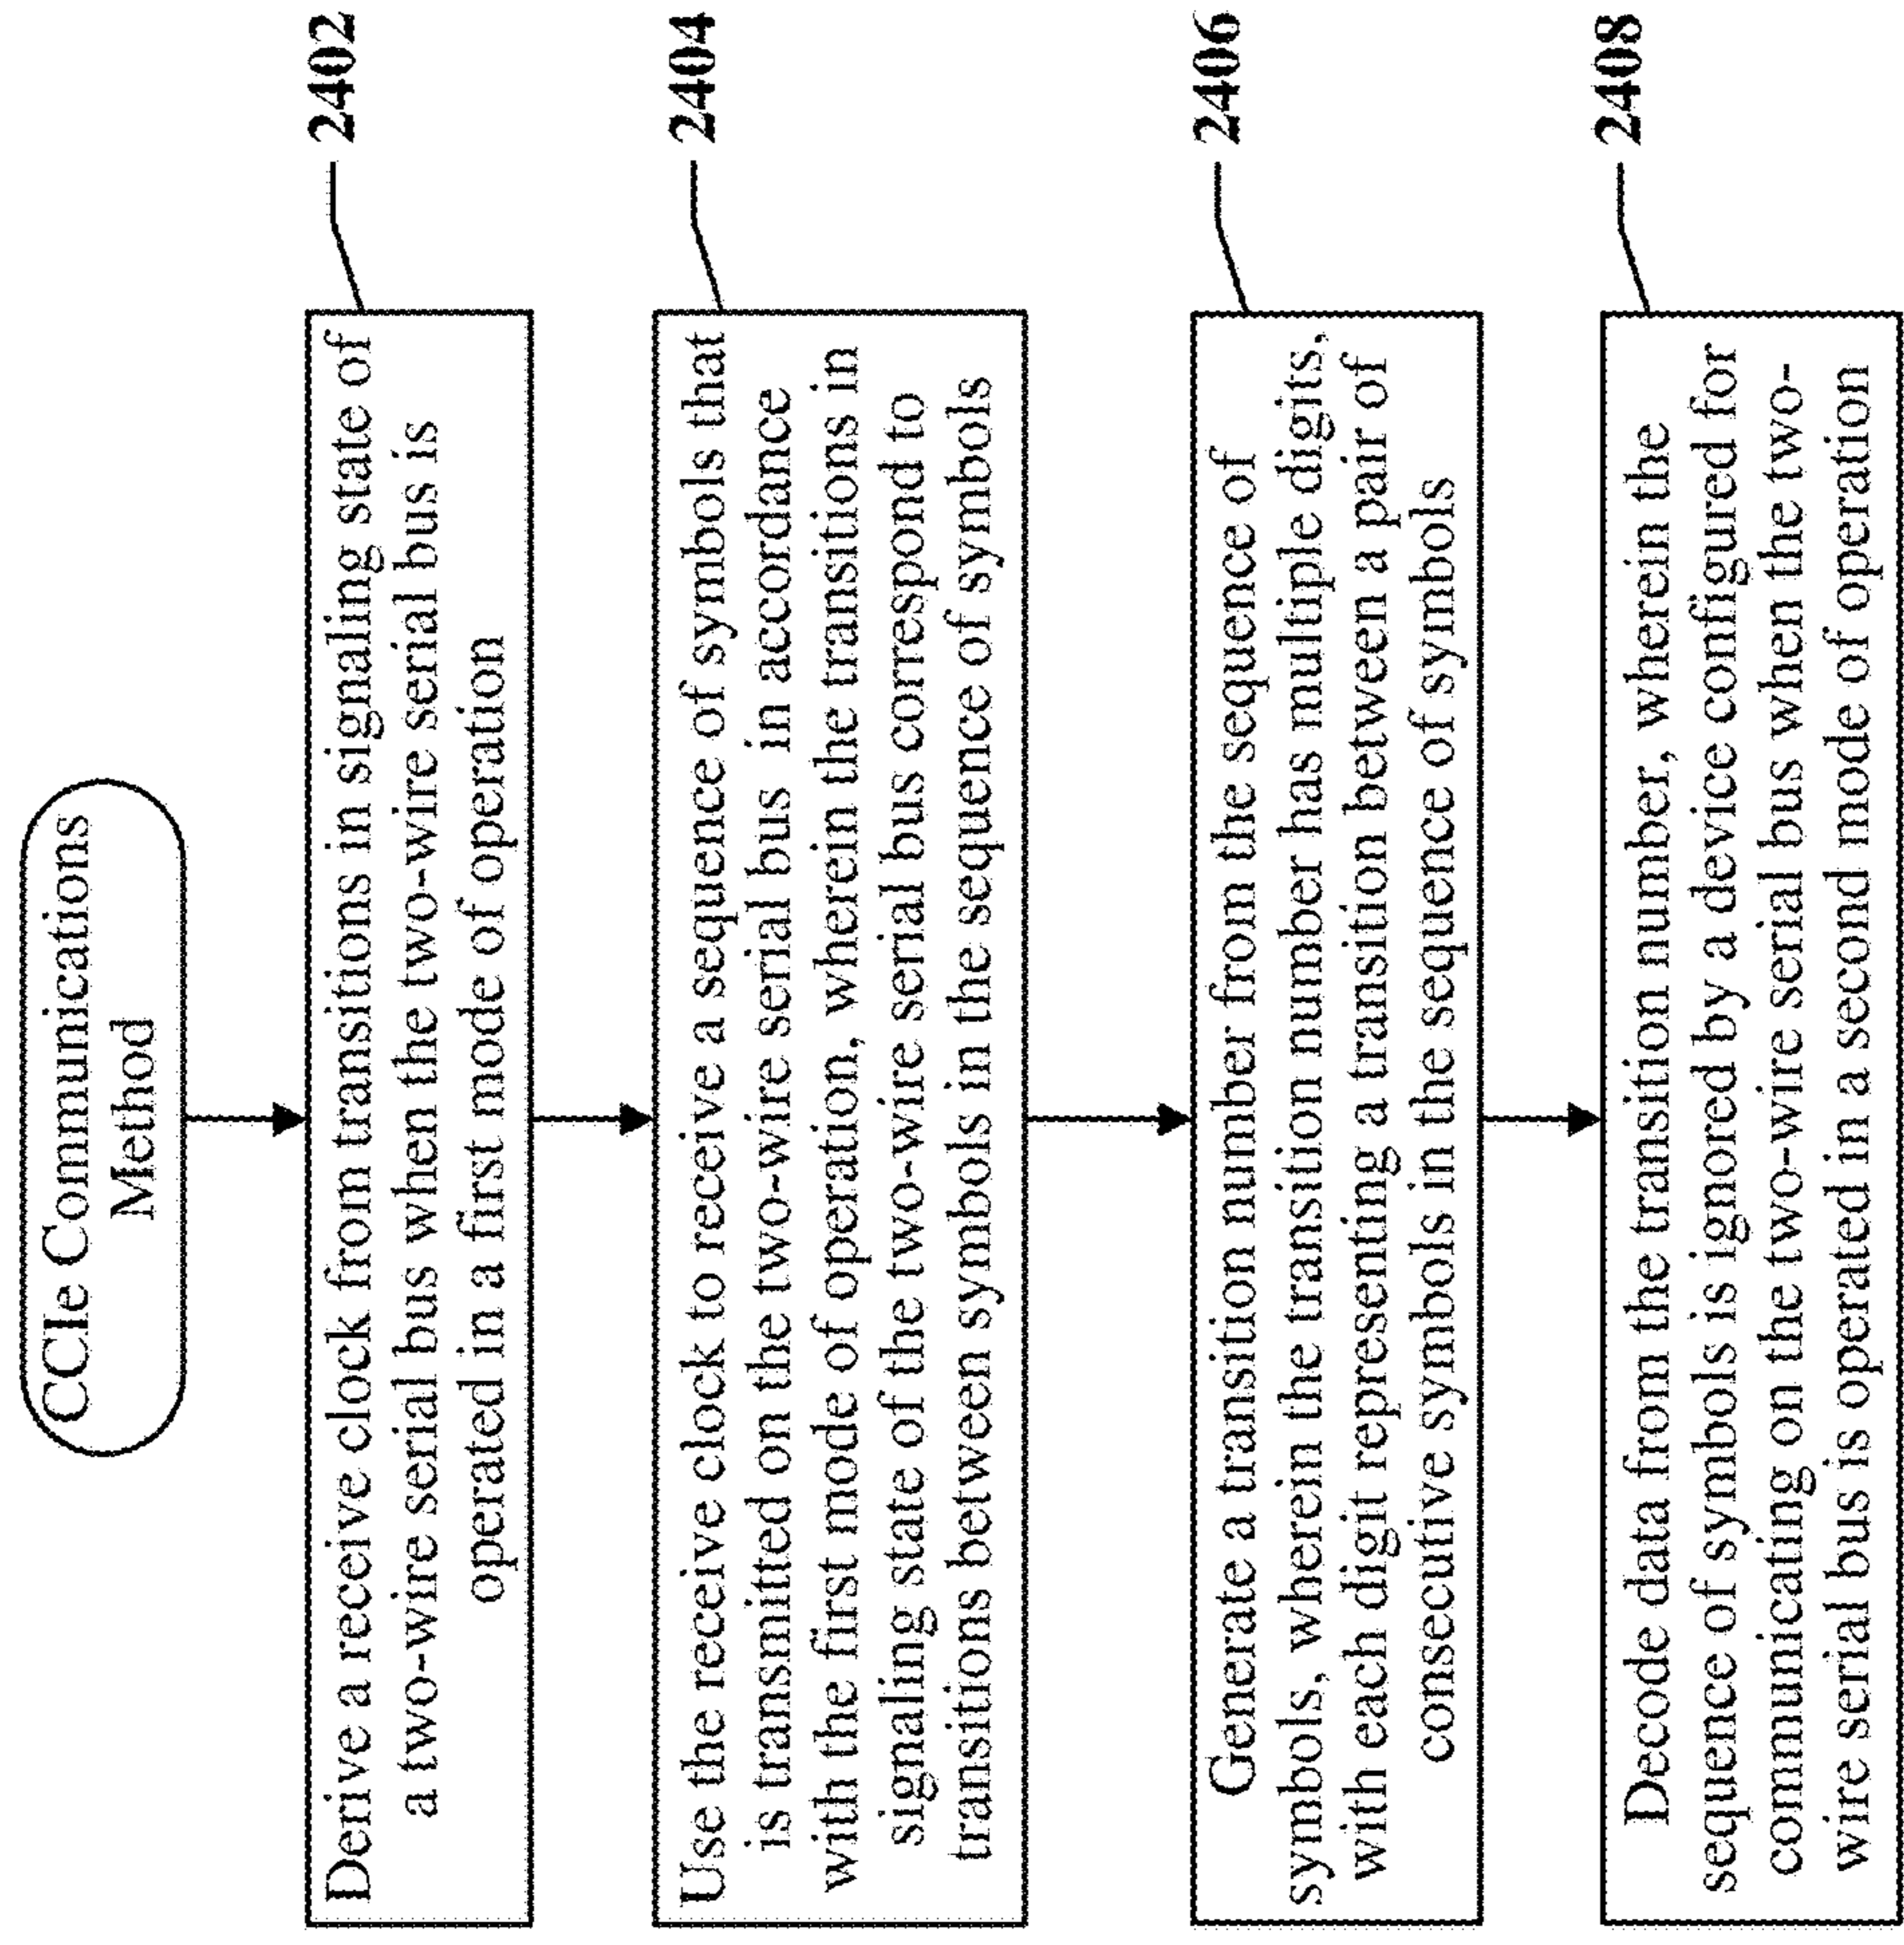 CCIe Communications
Method
Derive a receive clock from transitions in signaling state of
a two-wire serial bus when the two-wire serial bus is
operated in a first mode of operation
2402
Use the receive clock to receive a sequence of symbols that
is transmitted on the two-wire serial bus in accordance
with the first mode of operation, wherein the transitions in
signaling state of the two-wire serial bus correspond to
transitions between symbols in the sequence of symbols
2404
Generate a transition number from the sequence of
symbols, wherein the transition number has multiple digits,
with each digit representing a transition between a pair of
consecutive symbols in the sequence of symbols
2406
Decode data from the transition number, wherein the
sequence of symbols is ignored by a device configured for
communicating on the two-wire serial bus when the two-
wire serial bus is operated in a second mode of operation
2408